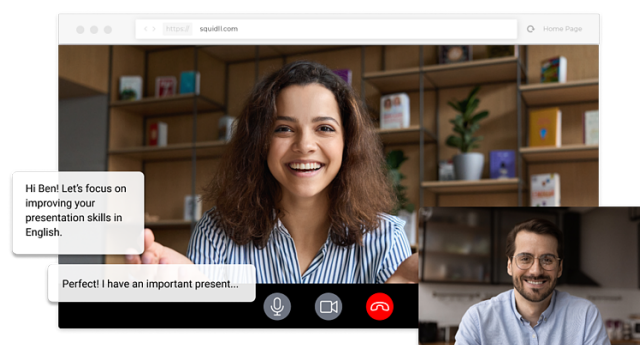 https://
squidll.com
Home Page
Hi Ben! Let's focus on
improving your
presentation skills in
English.
Perfect! I have an important present...